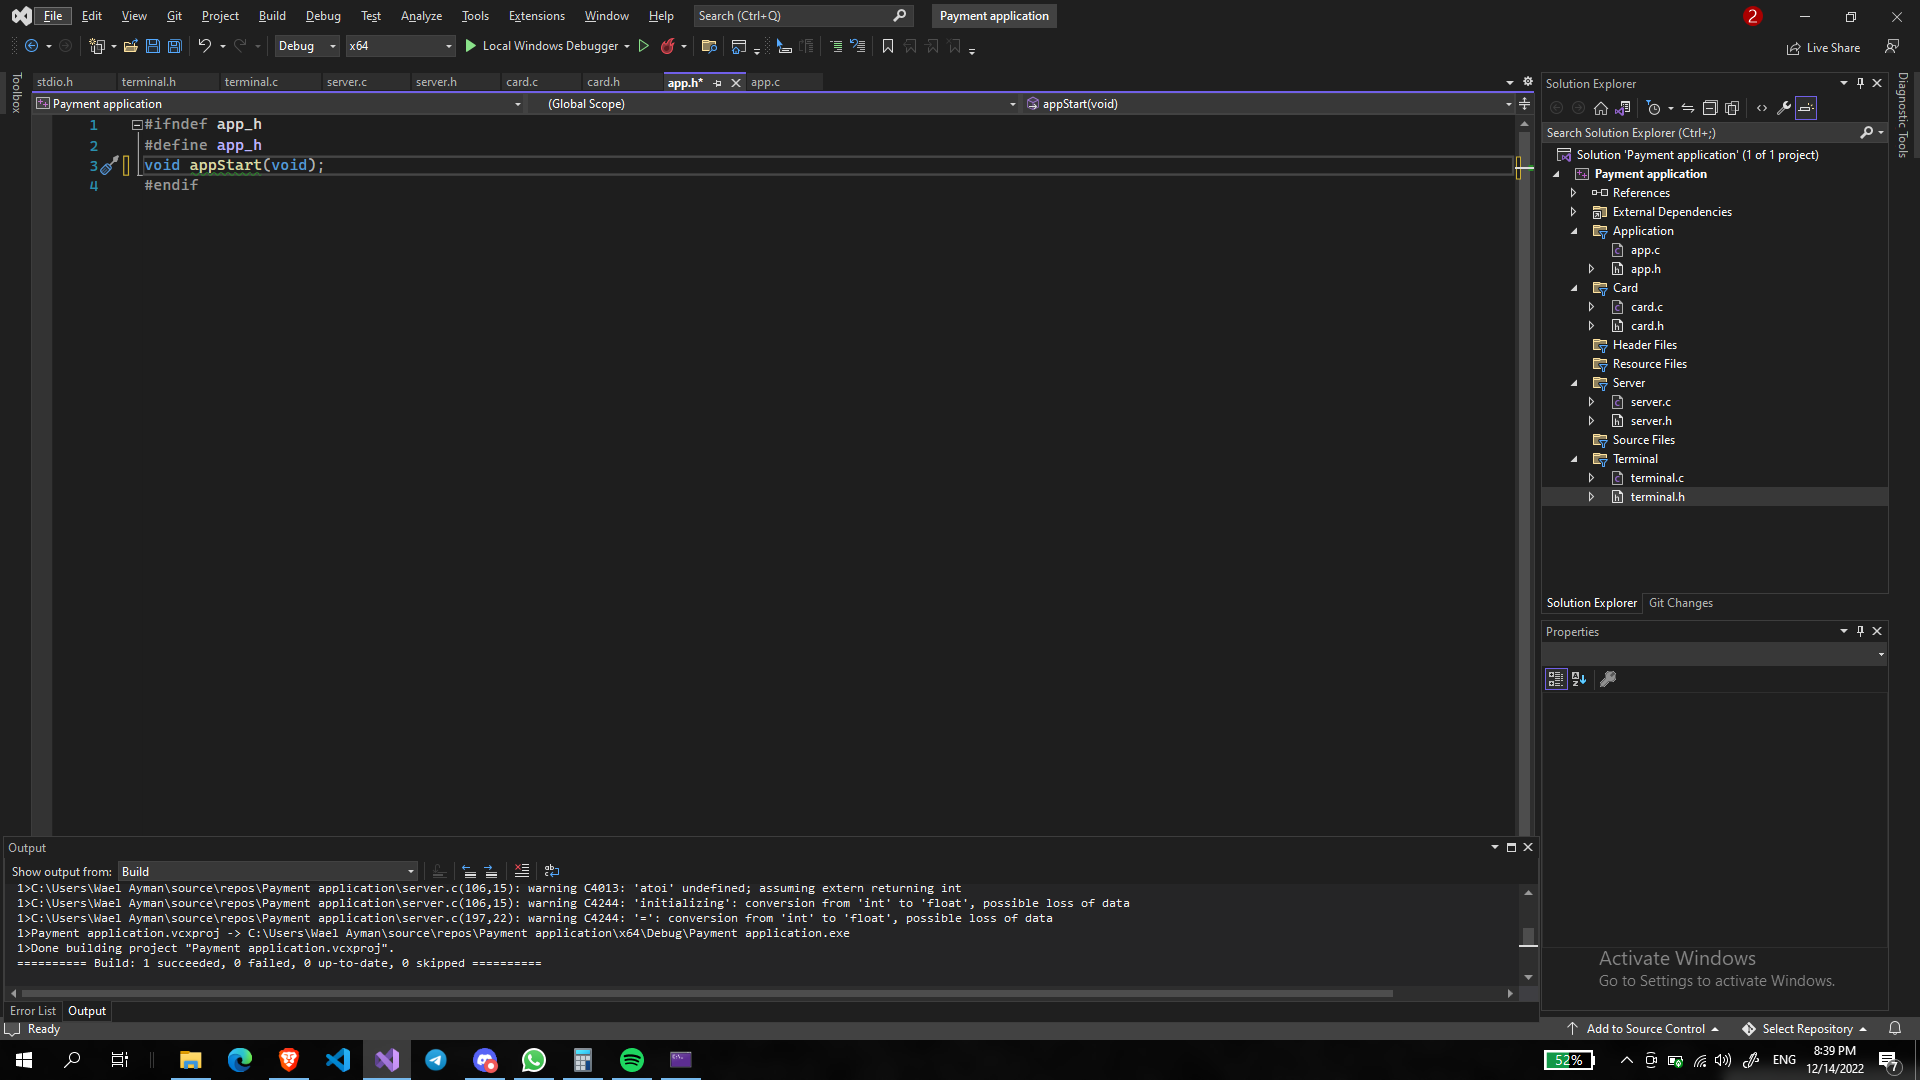 File Edit View Git Project Build Debug Test Analyze Tools Extensions Window Help Search (Ctrl+Q) Payment application 2
Debug x64 Local Windows Debugger Live Share
Toolbox
stdio.h terminal.h terminal.c server.c server.h card.c card.h app.h* app.c
Payment application (Global Scope) appStart(void)
1 #ifndef app_h
2 #define app_h
3 void appStart(void);
4 #endif
Solution Explorer
Search Solution Explorer (Ctrl+;)
Solution 'Payment application' (1 of 1 project)
Payment application
References
External Dependencies
Application
app.c
app.h
Card
card.c
card.h
Header Files
Resource Files
Server
server.c
server.h
Source Files
Terminal
terminal.c
terminal.h
Solution Explorer Git Changes
Properties
Diagnostic Tools
Output
Show output from: Build
1>C:\Users\Wael Ayman\source\repos\Payment application\server.c(106,15): warning C4013: 'atoi' undefined; assuming extern returning int
1>C:\Users\Wael Ayman\source\repos\Payment application\server.c(106,15): warning C4244: 'initializing': conversion from 'int' to 'float', possible loss of data
1>C:\Users\Wael Ayman\source\repos\Payment application\server.c(197,22): warning C4244: '=': conversion from 'int' to 'float', possible loss of data
1>Payment application.vcxproj -> C:\Users\Wael Ayman\source\repos\Payment application\x64\Debug\Payment application.exe
1>Done building project "Payment application.vcxproj".
========== Build: 1 succeeded, 0 failed, 0 up-to-date, 0 skipped ==========
Activate Windows
Go to Settings to activate Windows.
Error List Output
Ready Add to Source Control Select Repository
52% ENG 8:39 PM
12/14/2022 7